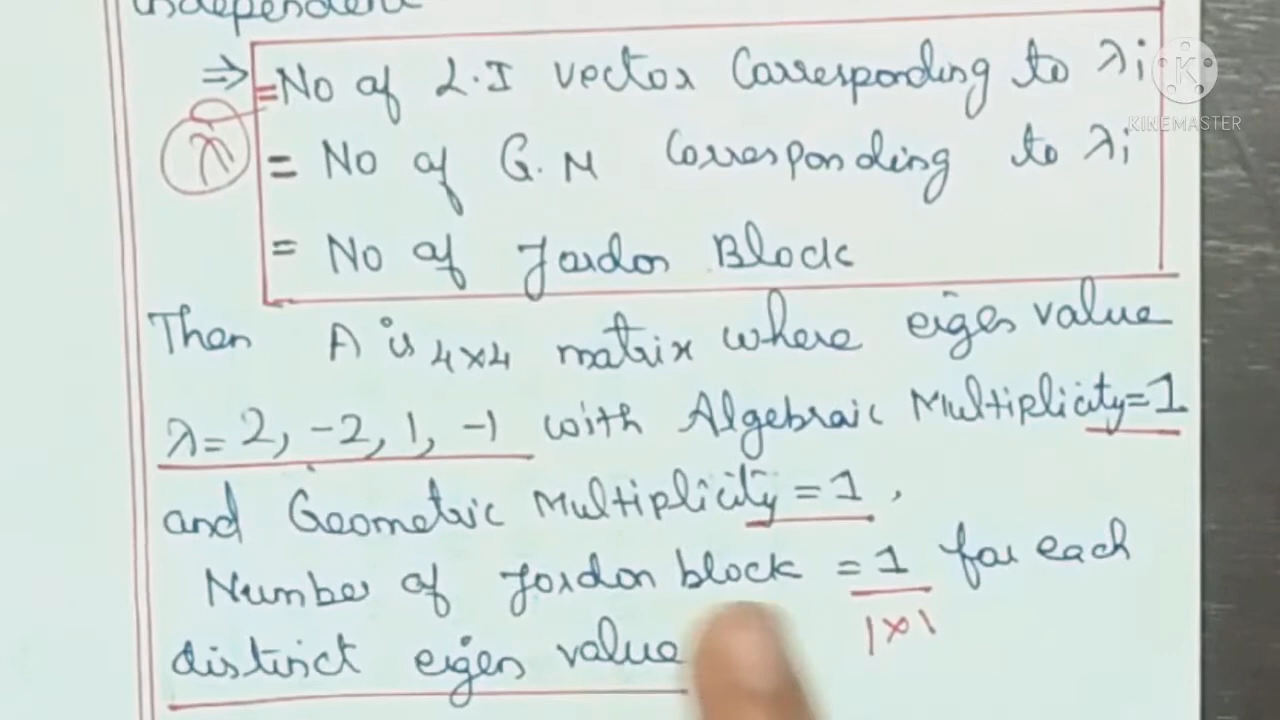 independent
⇒ = No of L.I vector Corresponding to λi
λ = No of G.M Corresponding to λi
= No of Jordon Block
Then A is 4×4 matrix where eigen value
λ = 2, -2, 1, -1 with Algebraic Multiplicity = 1
and Geometric Multiplicity = 1,
Number of Jordon block = 1 for each
1×1
distinct eigen value
K
KINEMASTER